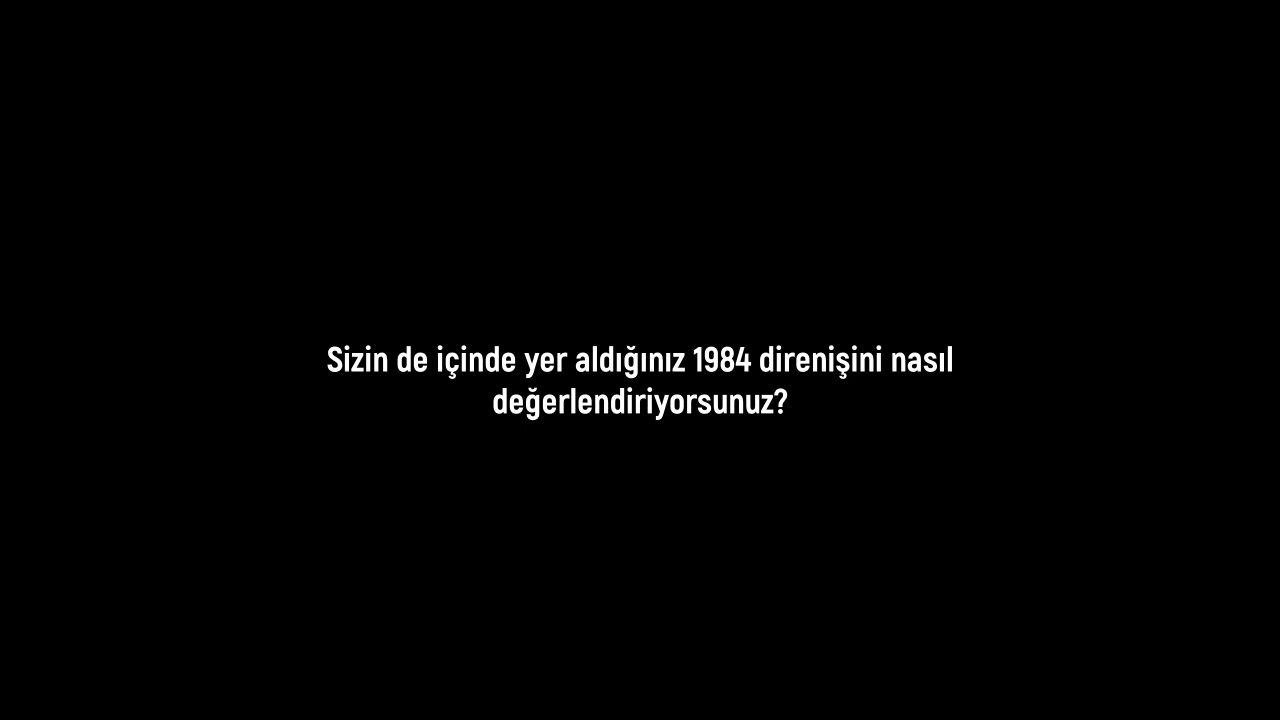 Sizin de içinde yer aldığınız 1984 direnişini nasıl
değerlendiriyorsunuz?